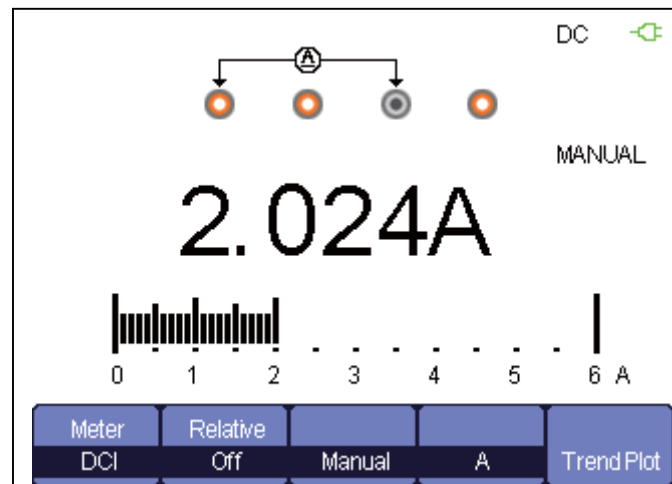 DC
A
MANUAL
2.024A
0 1 2 3 4 5 6 A
Meter Relative
DCI Off Manual A Trend Plot